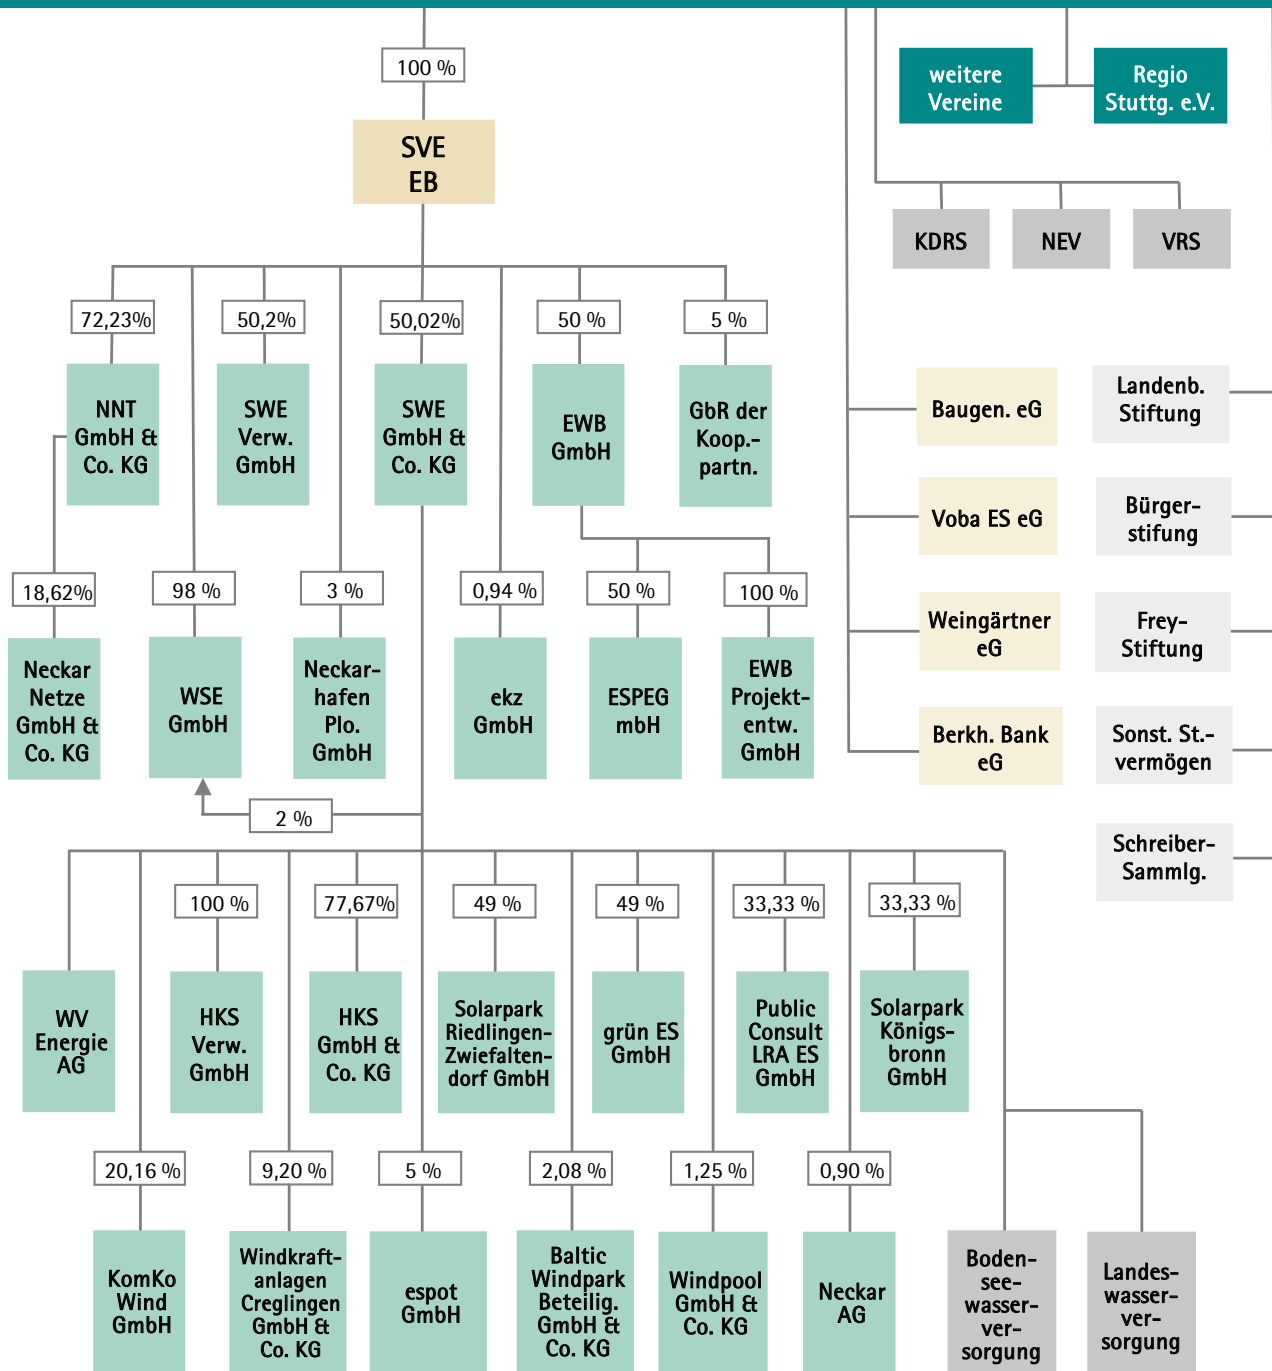 100 %
SVE
EB
weitere
Vereine
Regio
Stuttg. e.V.
KDRS
NEV
VRS
72,23%
50,2%
50,02%
50 %
5 %
NNT
GmbH &
Co. KG
SWE
Verw.
GmbH
SWE
GmbH &
Co. KG
EWB
GmbH
GbR der
Koop.-
partn.
Baugen. eG
Landenb.
Stiftung
Voba ES eG
Bürger-
stifung
18,62%
98 %
3 %
0,94 %
50 %
100 %
Neckar
Netze
GmbH &
Co. KG
WSE
GmbH
Neckar-
hafen
Plo.
GmbH
ekz
GmbH
ESPEG
mbH
EWB
Projekt-
entw.
GmbH
Weingärtner
eG
Frey-
Stiftung
Berkh. Bank
eG
Sonst. St.-
vermögen
2 %
Schreiber-
Sammlg.
100 %
77,67%
49 %
49 %
33,33 %
33,33 %
WV
Energie
AG
HKS
Verw.
GmbH
HKS
GmbH &
Co. KG
Solarpark
Riedlingen-
Zwiefalten-
dorf GmbH
grün ES
GmbH
Public
Consult
LRA ES
GmbH
Solarpark
Königs-
bronn
GmbH
20,16 %
9,20 %
5 %
2,08 %
1,25 %
0,90 %
KomKo
Wind
GmbH
Windkraft-
anlagen
Creglingen
GmbH &
Co. KG
espot
GmbH
Baltic
Windpark
Beteilig.
GmbH &
Co. KG
Windpool
GmbH &
Co. KG
Neckar
AG
Boden-
see-
wasser-
ver-
sorgung
Landes-
wasser-
ver-
sorgung